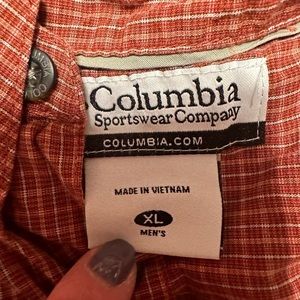 Columbia
Sportswear Company
COLUMBIA.COM
MADE IN VIETNAM
XL
MEN'S